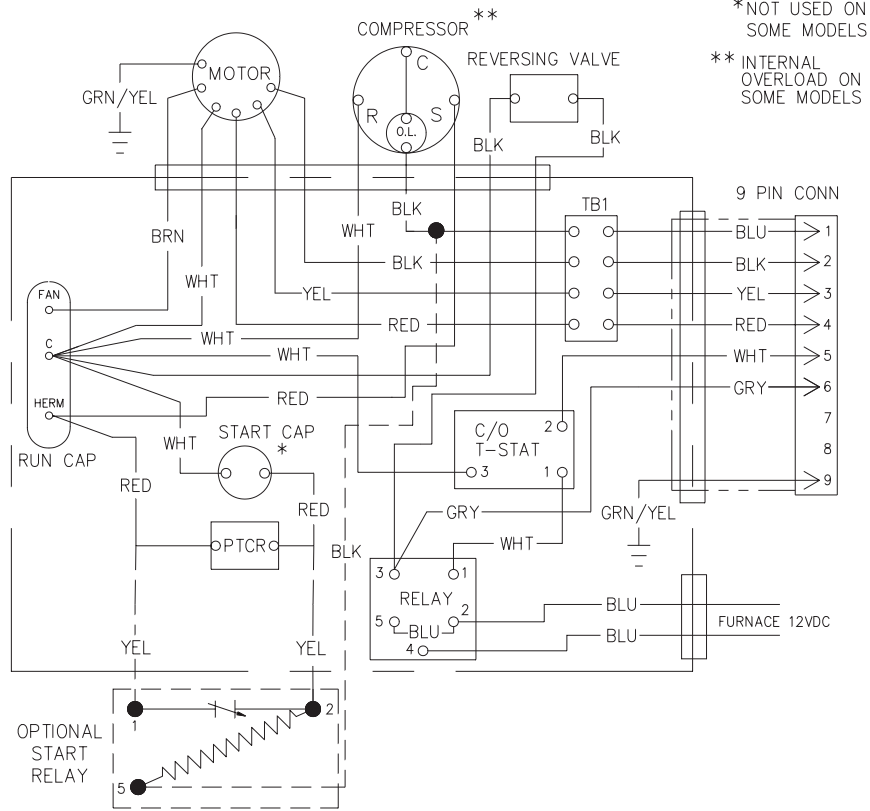 *NOT USED ON
SOME MODELS
** INTERNAL
OVERLOAD ON
SOME MODELS
COMPRESSOR**
REVERSING VALVE
MOTOR
GRN/YEL
C
R
S
O.L.
BLK
BLK
9 PIN CONN
TB1
BLK
WHT
BRN
BLU
1
BLK
BLK
2
WHT
YEL
YEL
3
FAN
RED
RED
4
C
WHT
WHT
WHT
5
GRY
6
HERM
RED
7
START CAP
*
C/O
T-STAT
2
3
1
8
WHT
RUN CAP
RED
9
RED
GRY
GRN/YEL
PTCR
BLK
WHT
3
1
RELAY
2
5
BLU
4
BLU
BLU
FURNACE 12VDC
YEL
YEL
1
2
5
OPTIONAL
START
RELAY